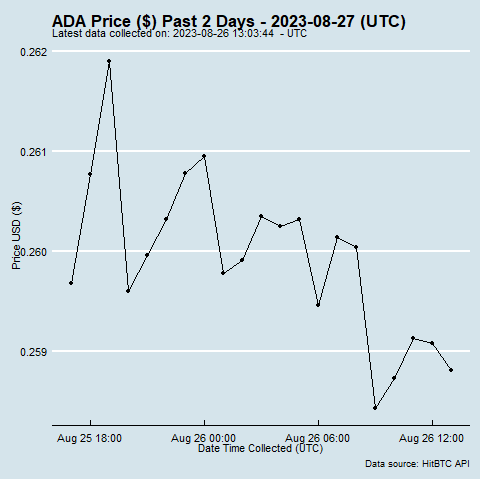 ADA Price ($) Past 2 Days - 2023-08-27 (UTC)
Latest data collected on: 2023-08-26 13:03:44 - UTC
0.262
0.261
0.260
0.259
Price USD ($)
Aug 25 18:00 Aug 26 00:00 Aug 26 06:00 Aug 26 12:00
Date Time Collected (UTC)
Data source: HitBTC API